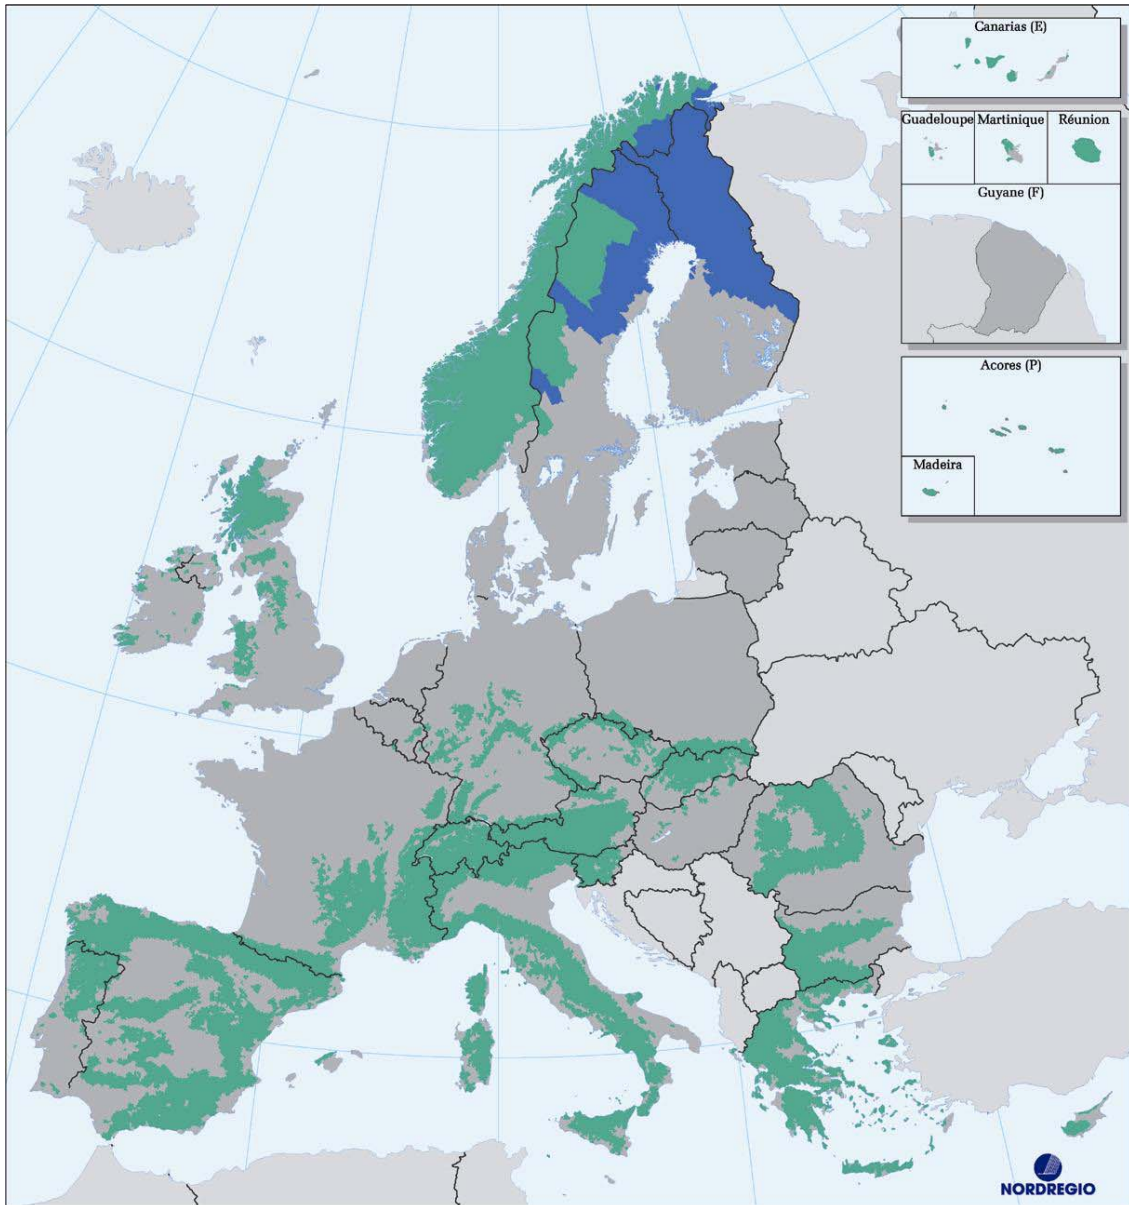 Canarias (E)
Guadeloupe
Martinique
Réunion
Guyane (F)
Acores (P)
Madeira
NORDREGIO